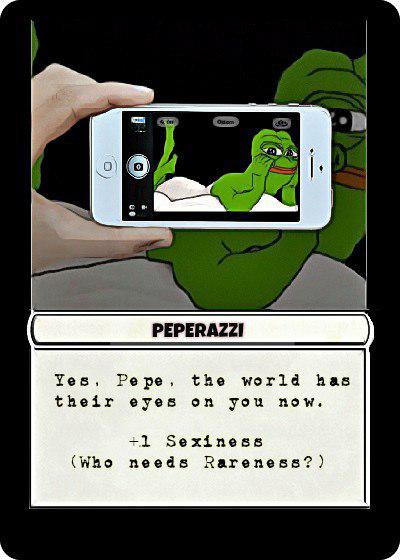 PEPERAZZI
Yes, Pepe, the world has
their eyes on you now.
+1 Sexiness
(Who needs Rareness?)